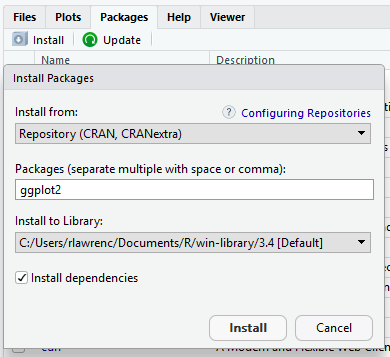 Files Plots Packages Help Viewer
Install Update
Name Description
Install Packages
Install from: ? Configuring Repositories
Repository (CRAN, CRANextra)
Packages (separate multiple with space or comma):
ggplot2
Install to Library:
C:/Users/rlawrenc/Documents/R/win-library/3.4 [Default]
Install dependencies
Install Cancel